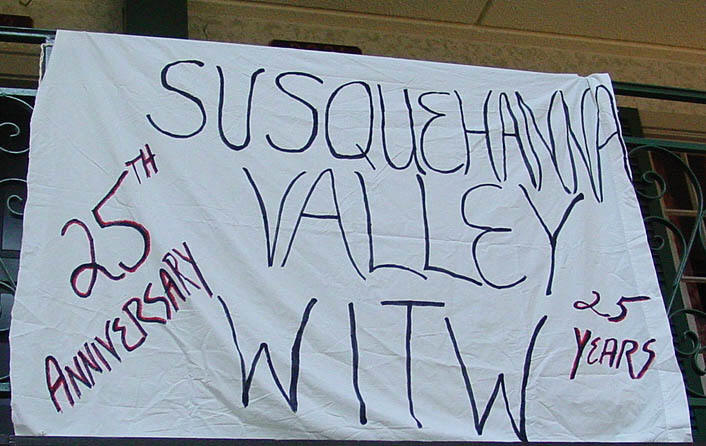 SUSQUEHANNA
VALLEY
WITW
25TH
ANNIVERSARY
25
YEARS